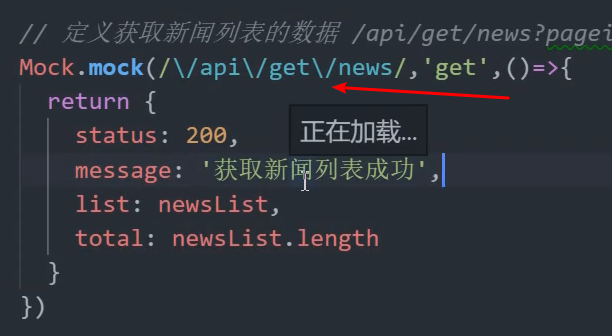 // 定义获取新闻列表的数据 /api/get/news?pagei
Mock.mock(/\/api\/get\/news/,'get',()=>{
return {
status: 200,
正在加载...
message: '获取新闻列表成功',
list: newsList,
total: newsList.length
}
})